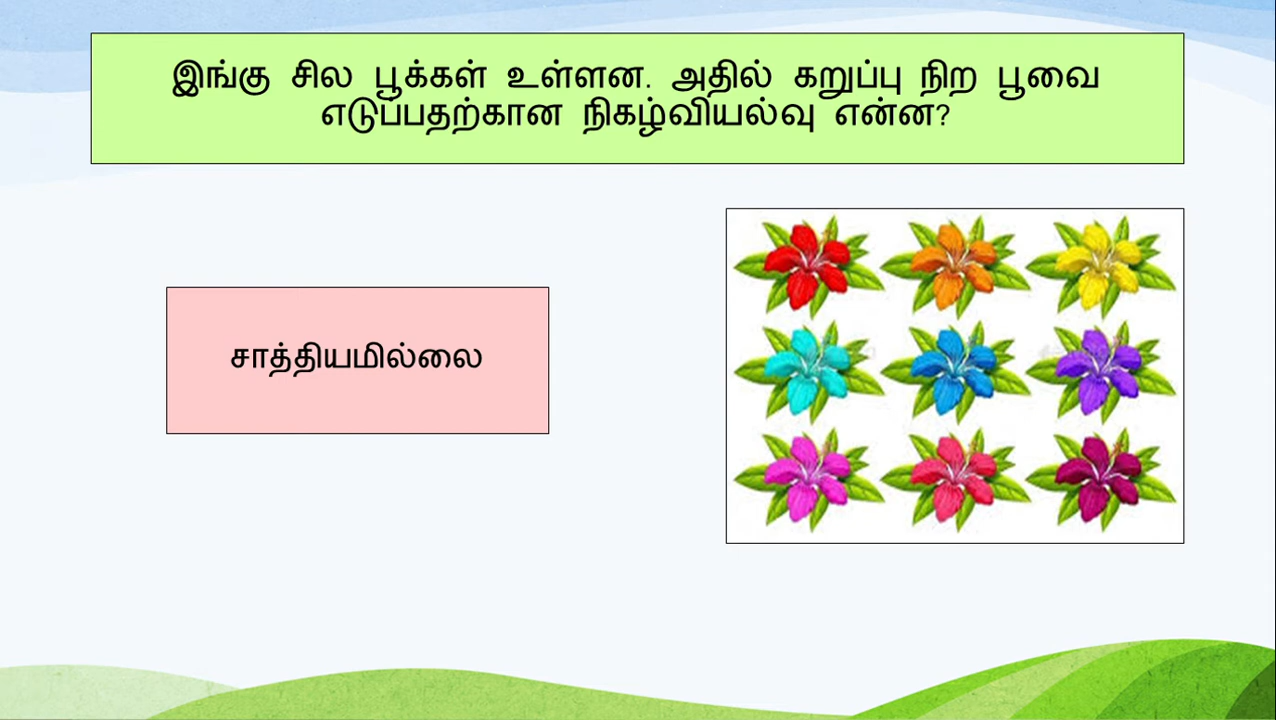 இங்கு சில பூக்கள் உள்ளன. அதில் கறுப்பு நிற பூவை
எடுப்பதற்கான நிகழ்வியல்வு என்ன?
சாத்தியமில்லை